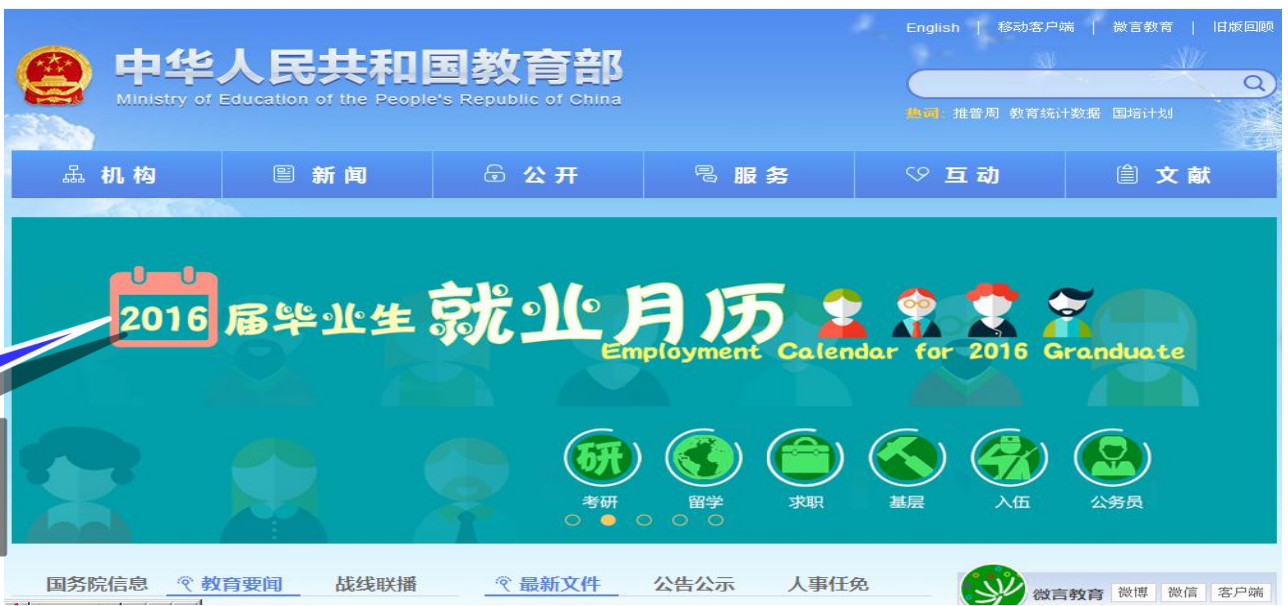 English | 移动客户端 | 微言教育 | 旧版回顾
中华人民共和国教育部
Ministry of Education of the People's Republic of China
热词: 推普周 教育统计数据 国培计划
机构 新闻 公开 服务 互动 文献
2016 届毕业生 就业月历
Employment Calendar for 2016 Granduate
研
考研 留学 求职 基层 入伍 公务员
国务院信息 教育要闻 战线联播 最新文件 公告公示 人事任免
微言教育 微博 微信 客户端